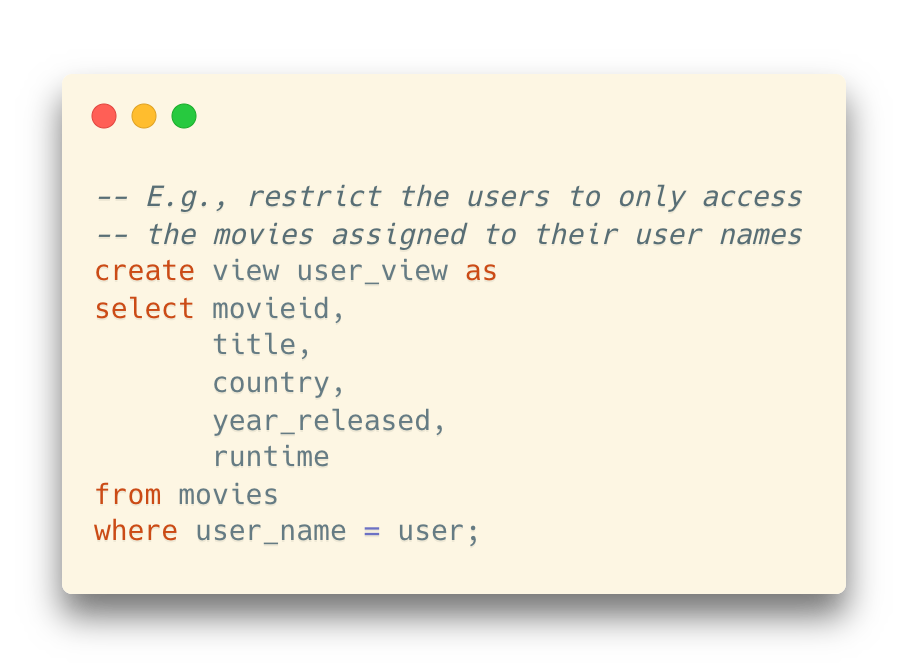 -- E.g., restrict the users to only access
-- the movies assigned to their user names
create view user_view as
select movieid,
       title,
       country,
       year_released,
       runtime
from movies
where user_name = user;